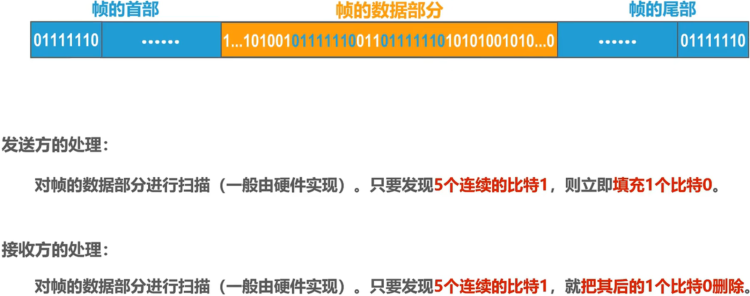 帧的首部 帧的数据部分 帧的尾部
01111110 …… 1...101001011111100110111111010101001010...0 …… 01111110
发送方的处理：
对帧的数据部分进行扫描（一般由硬件实现）。只要发现5个连续的比特1，则立即填充1个比特0。
接收方的处理：
对帧的数据部分进行扫描（一般由硬件实现）。只要发现5个连续的比特1，就把其后的1个比特0删除。